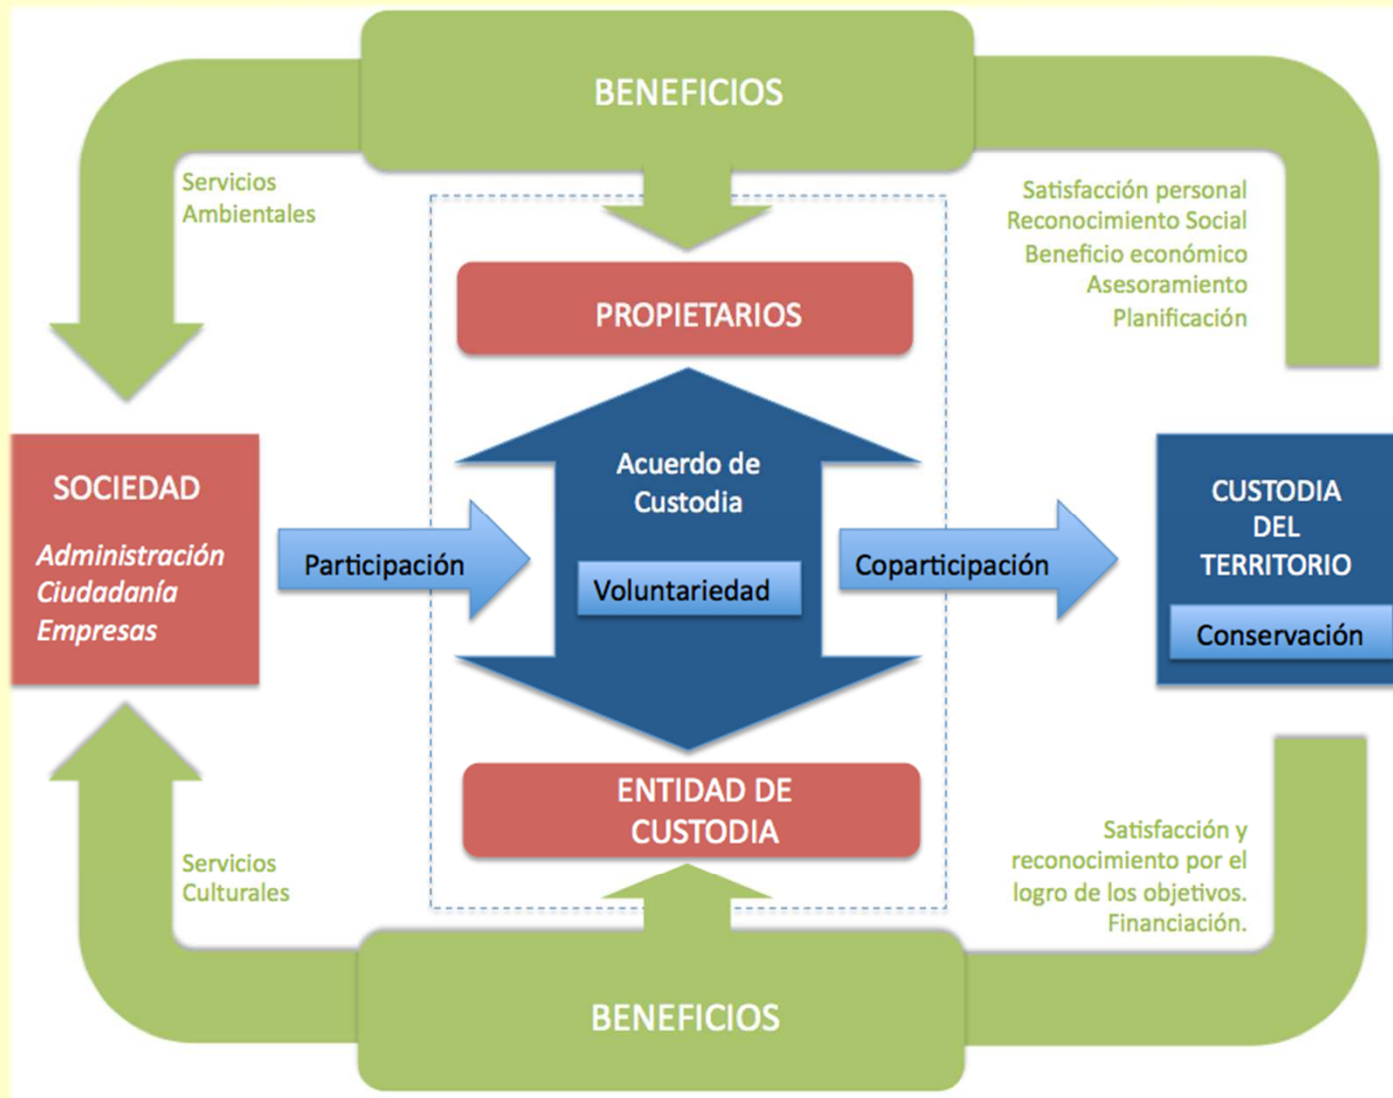 BENEFICIOS
Servicios
Ambientales
Satisfacción personal
Reconocimiento Social
Beneficio económico
Asesoramiento
Planificación
PROPIETARIOS
SOCIEDAD
Administración
Ciudadanía
Empresas
Participación
Acuerdo de
Custodia
Voluntariedad
Coparticipación
CUSTODIA
DEL
TERRITORIO
Conservación
ENTIDAD DE
CUSTODIA
Servicios
Culturales
Satisfacción y
reconocimiento por el
logro de los objetivos.
Financiación.
BENEFICIOS